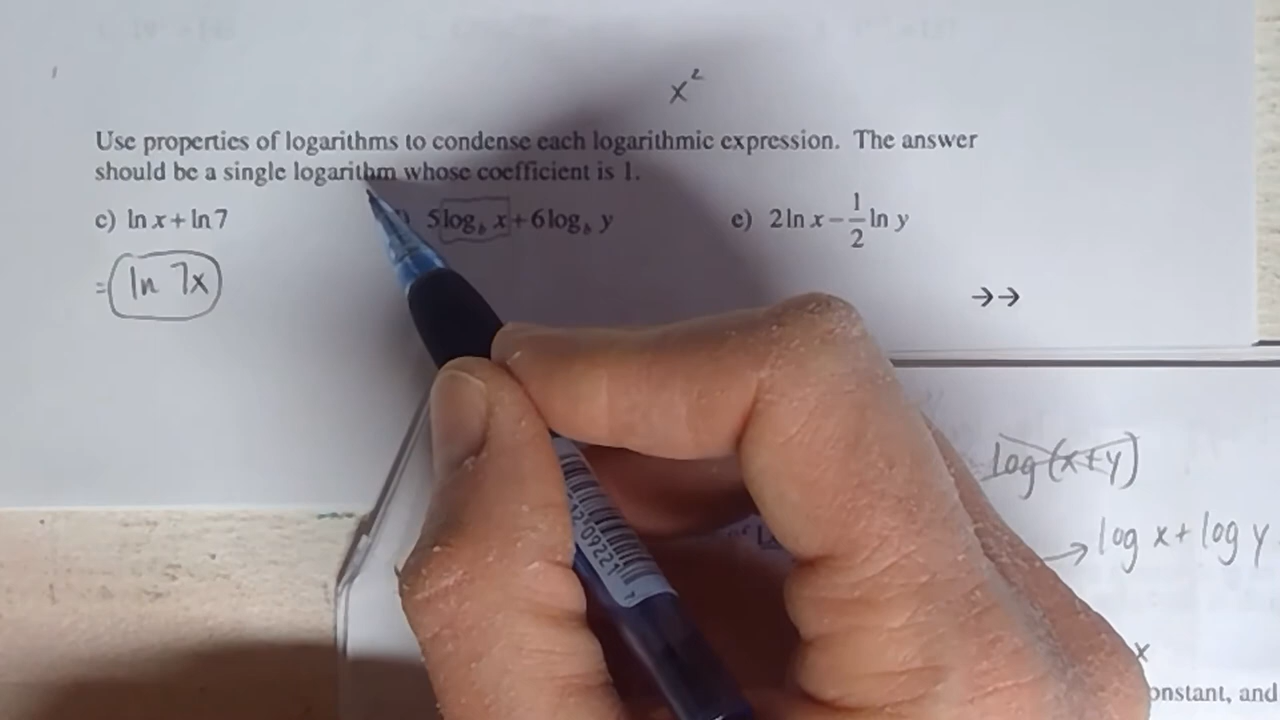 x²
Use properties of logarithms to condense each logarithmic expression. The answer
should be a single logarithm whose coefficient is 1.
c) ln x + ln 7
) 5 log_b x + 6 log_b y
e) 2 ln x − 1/2 ln y
= ln 7x
→→
log (x+y)
→ log x + log y
x
onstant, and